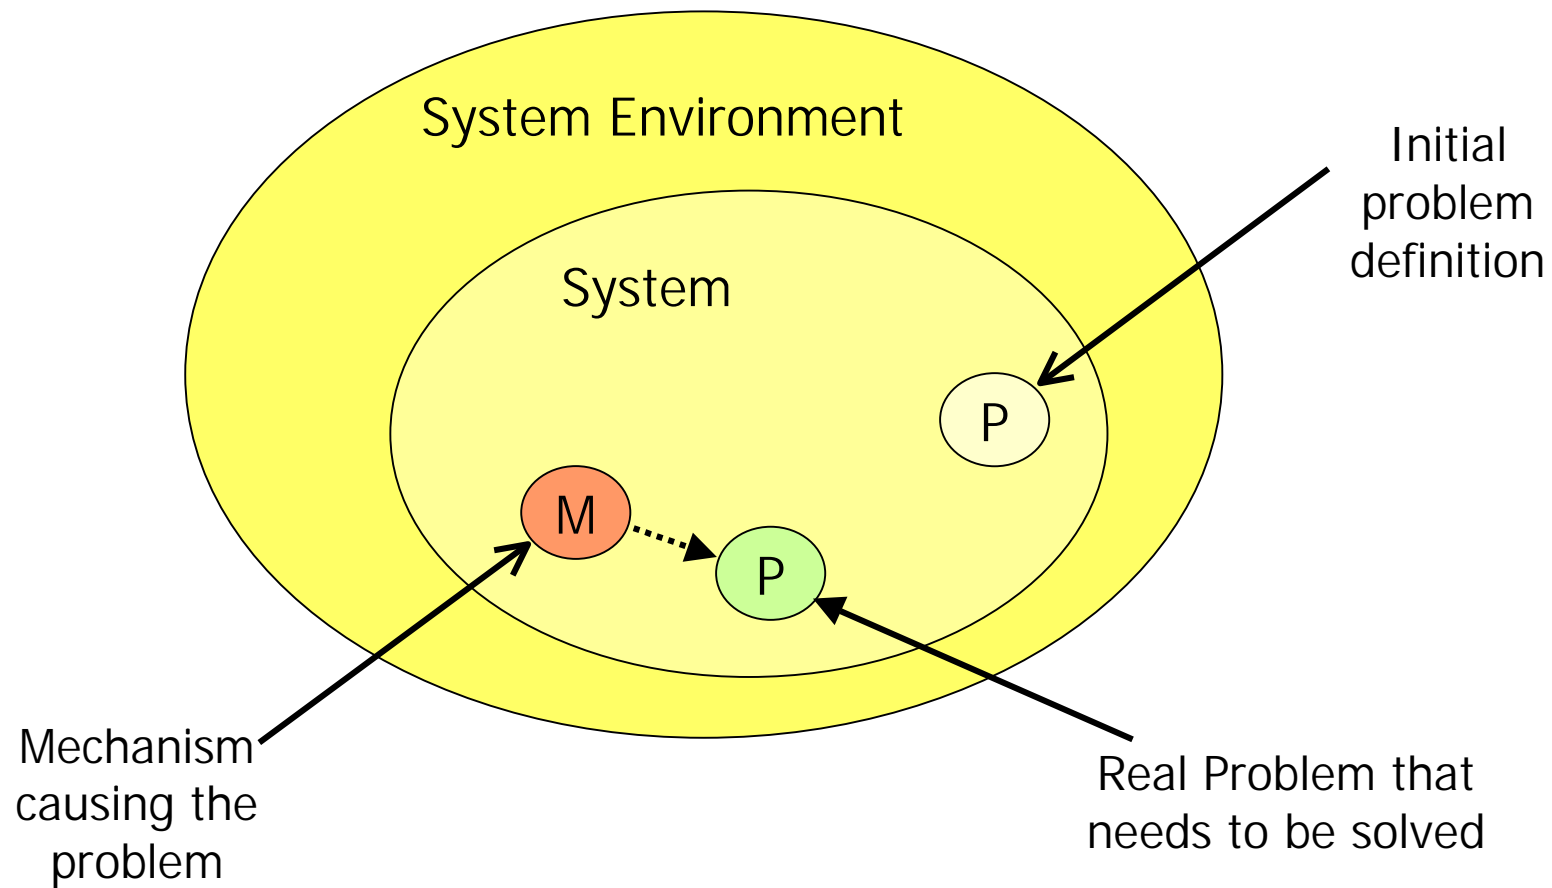 System Environment
Initial
problem
definition
System
P
M
P
Mechanism
causing the
problem
Real Problem that
needs to be solved